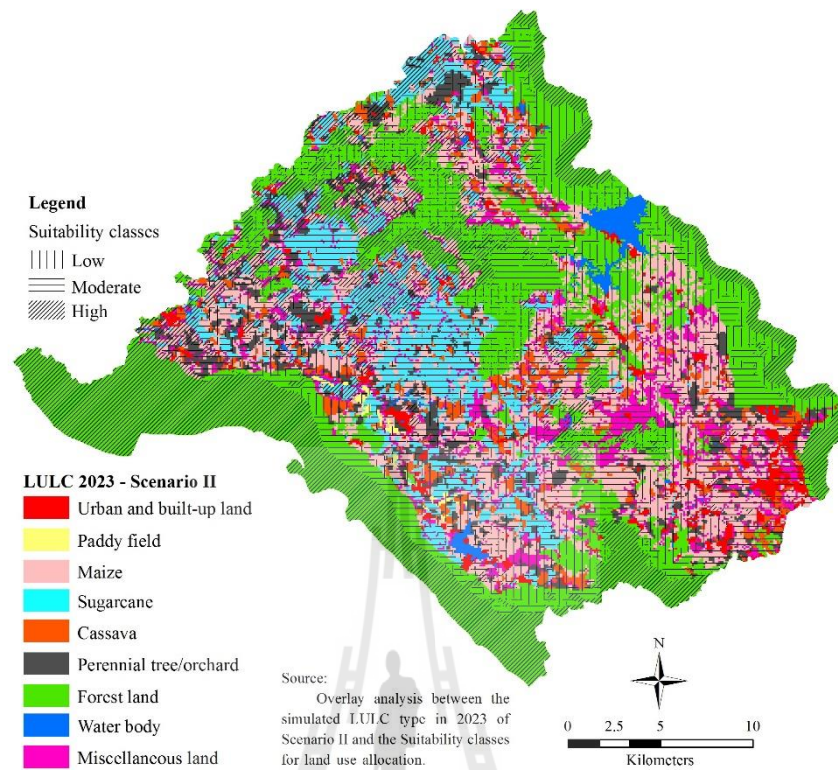 Legend
Suitability classes
Low
Moderate
High
LULC 2023 - Scenario II
Urban and built-up land
Paddy field
Maize
Sugarcane
Cassava
Perennial tree/orchard
Forest land
Water body
Miscellaneous land
Source:
Overlay analysis between the
simulated LULC type in 2023 of
Scenario II and the Suitability classes
for land use allocation.
N
0 2.5 5 10
Kilometers